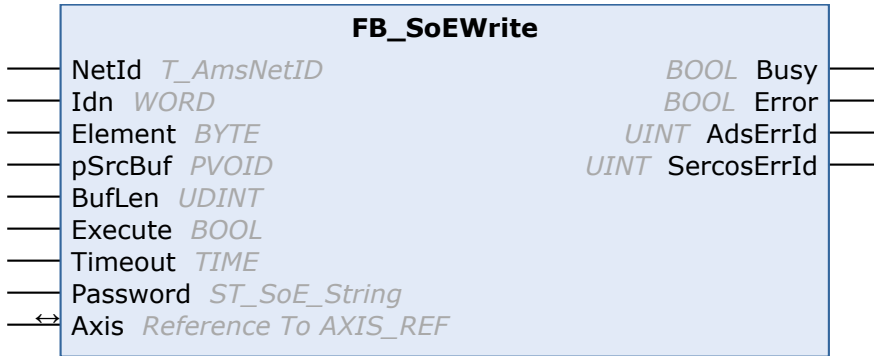 FB_SoEWrite
NetId T_AmsNetID BOOL Busy
Idn WORD BOOL Error
Element BYTE UINT AdsErrId
pSrcBuf PVOID UINT SercosErrId
BufLen UDINT
Execute BOOL
Timeout TIME
Password ST_SoE_String
↔ Axis Reference To AXIS_REF